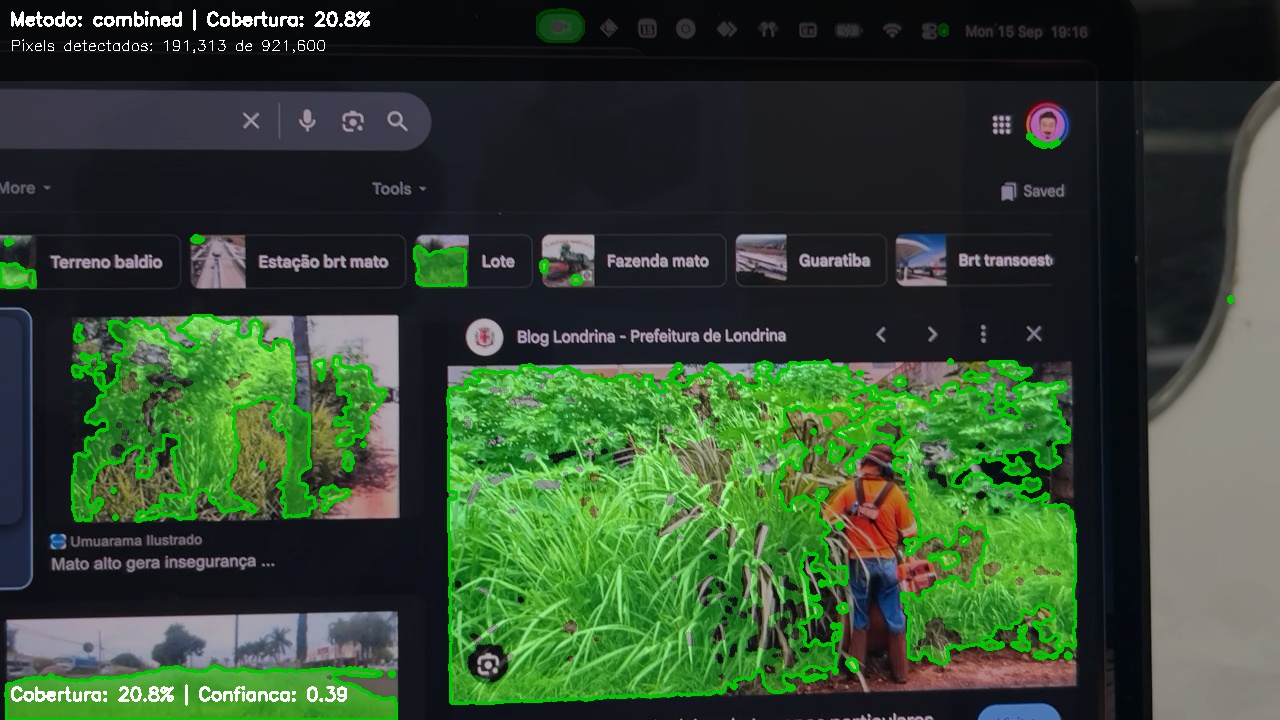 Metodo: combined | Cobertura: 20.8%
Pixels detectados: 191,313 de 921,600
15
Mon 15 Sep 19:16
More
Tools
Saved
Terreno baldio
Estação brt mato
Lote
Fazenda mato
Guaratiba
Brt transoest
Blog Londrina - Prefeitura de Londrina
Umuarama Ilustrado
Mato alto gera insegurança ...
Cobertura: 20.8% | Confianca: 0.39